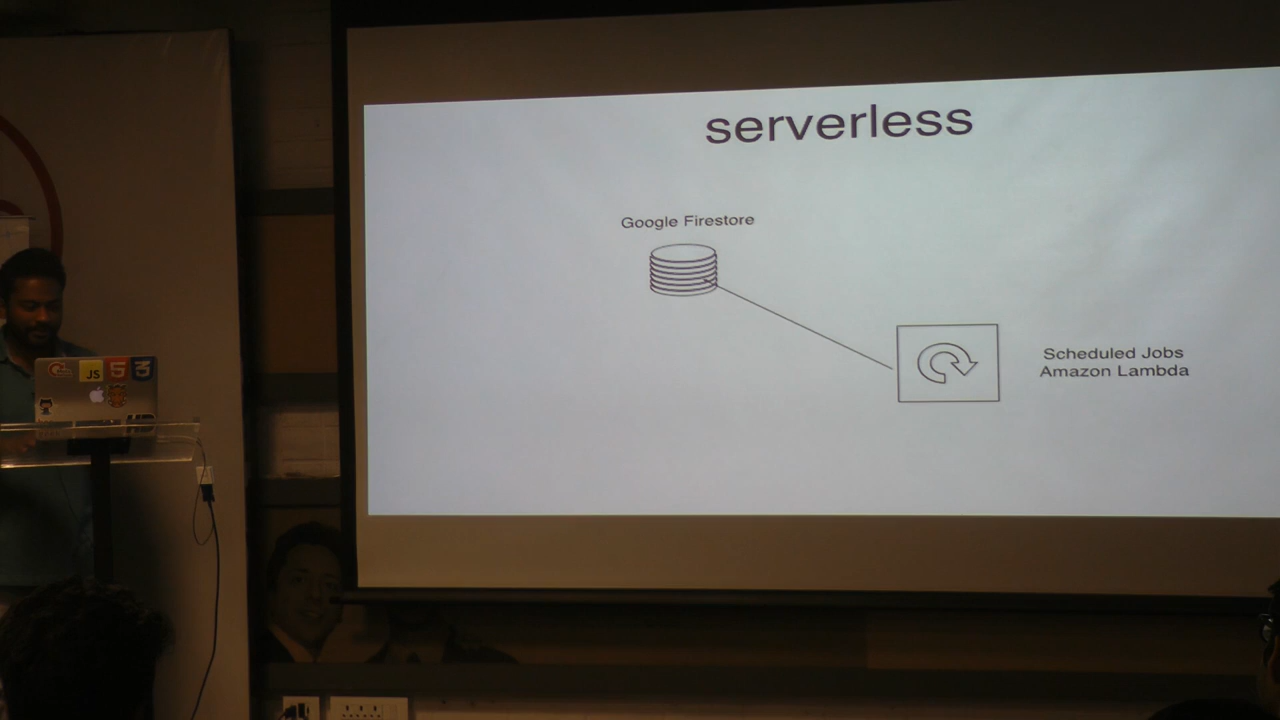 serverless
Google Firestore
Scheduled Jobs
Amazon Lambda
JS